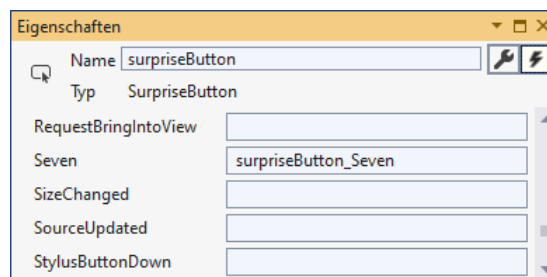 Eigenschaften
Name surpriseButton
Typ SurpriseButton
RequestBringIntoView
Seven surpriseButton_Seven
SizeChanged
SourceUpdated
StylusButtonDown